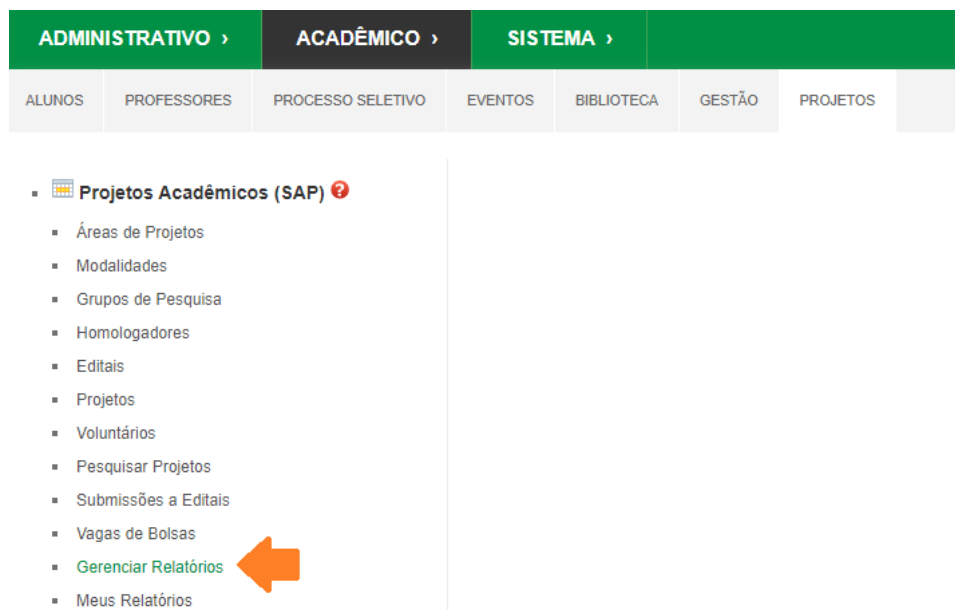 ADMINISTRATIVO › ACADÊMICO › SISTEMA ›
ALUNOS PROFESSORES PROCESSO SELETIVO EVENTOS BIBLIOTECA GESTÃO PROJETOS
Projetos Acadêmicos (SAP) ?
Áreas de Projetos
Modalidades
Grupos de Pesquisa
Homologadores
Editais
Projetos
Voluntários
Pesquisar Projetos
Submissões a Editais
Vagas de Bolsas
Gerenciar Relatórios
Meus Relatórios